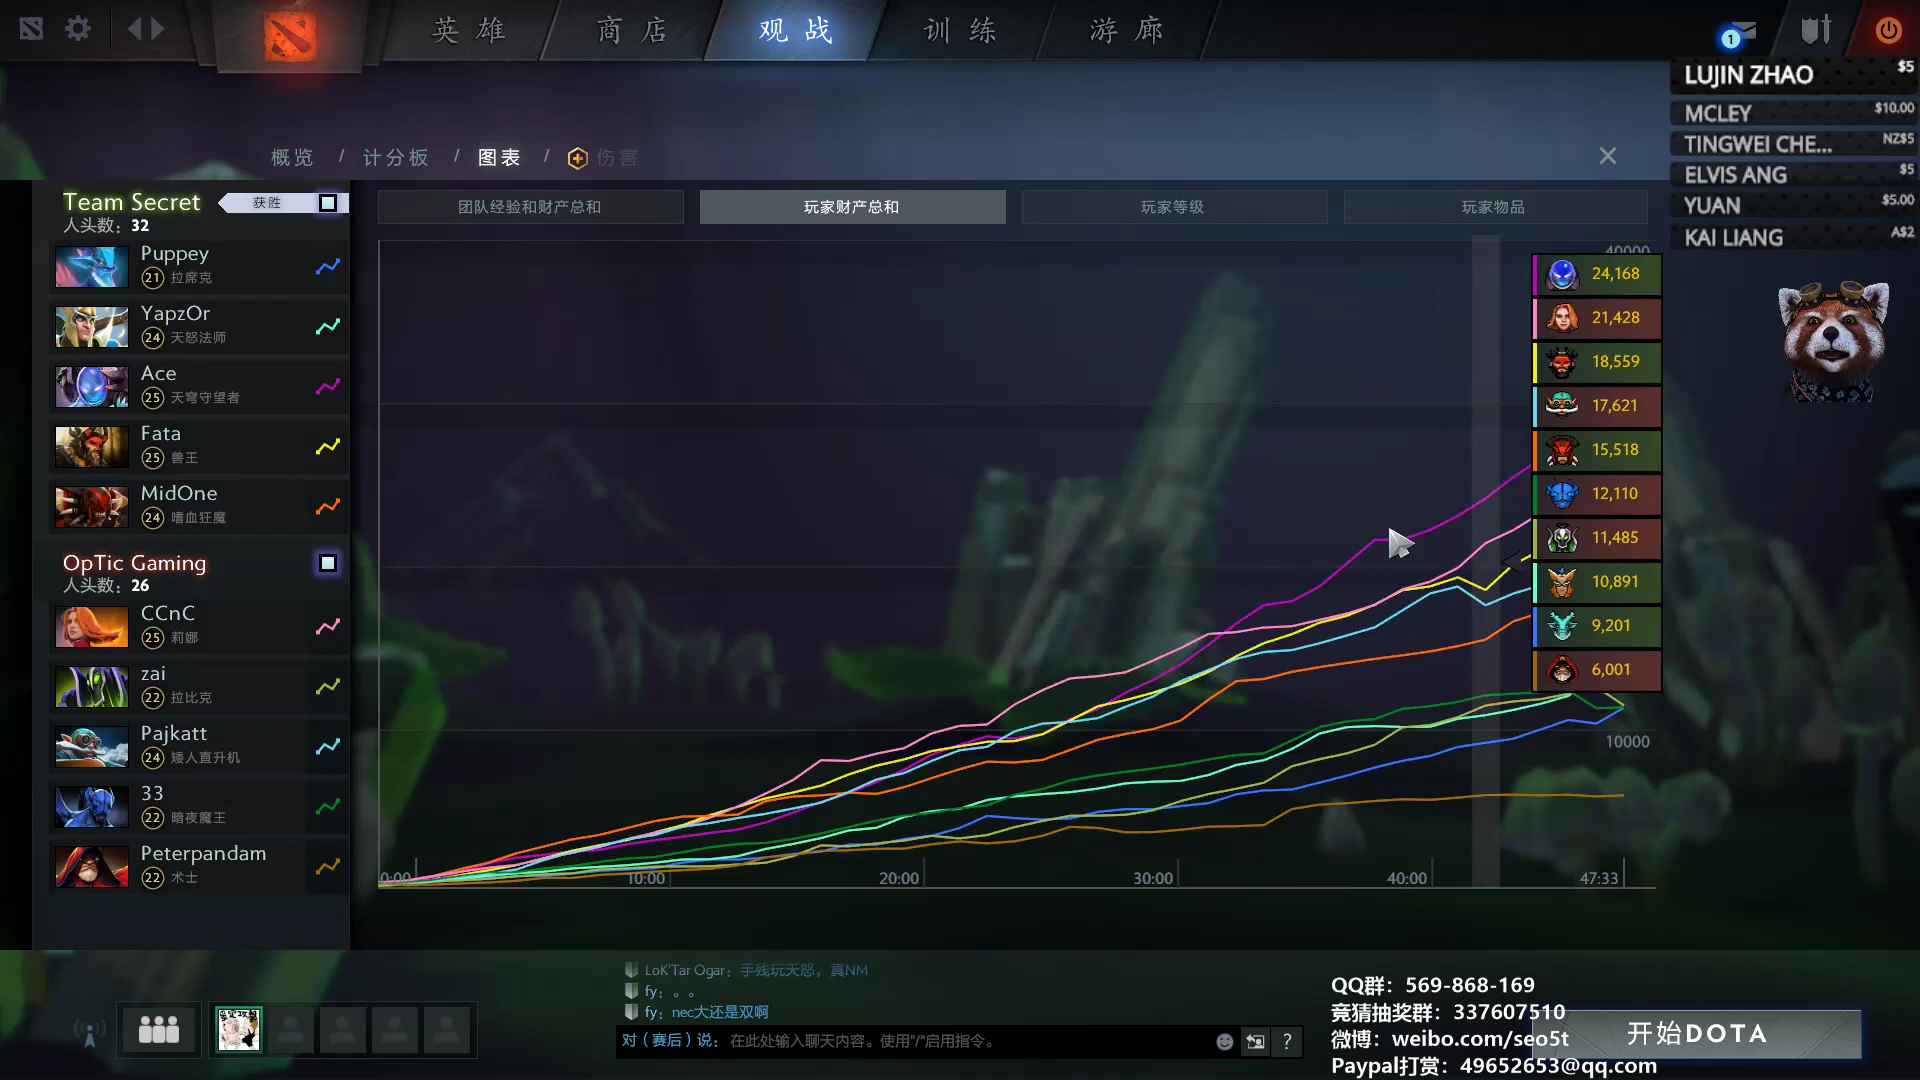 英雄
商店
观战
训练
游廊
1
LUJIN ZHAO $5
MCLEY $10.00
TINGWEI CHE... NZ$5
ELVIS ANG $5
YUAN $5.00
KAI LIANG A$2
概览 / 计分板 / 图表 / 伤害
团队经验和财产总和
玩家财产总和
玩家等级
玩家物品
Team Secret 获胜
人头数: 32
Puppey
21 拉席克
YapzOr
24 天怒法师
Ace
25 天穹守望者
Fata
25 兽王
MidOne
24 嗜血狂魔
OpTic Gaming
人头数: 26
CCnC
25 莉娜
zai
22 拉比克
Pajkatt
24 矮人直升机
33
22 暗夜魔王
Peterpandam
22 术士
40000
24,168
21,428
18,559
17,621
15,518
12,110
11,485
10,891
9,201
6,001
10000
0:00
10:00
20:00
30:00
40:00
47:33
LoK'Tar Ogar: 手残玩天怒，真NM
fy: 。。
fy: nec大还是双啊
对（赛后）说: 在此处输入聊天内容。使用"/"启用指令。
?
QQ群：569-868-169
竞猜抽奖群：337607510
微博：weibo.com/seo5t
Paypal打赏：49652653@qq.com
开始DOTA